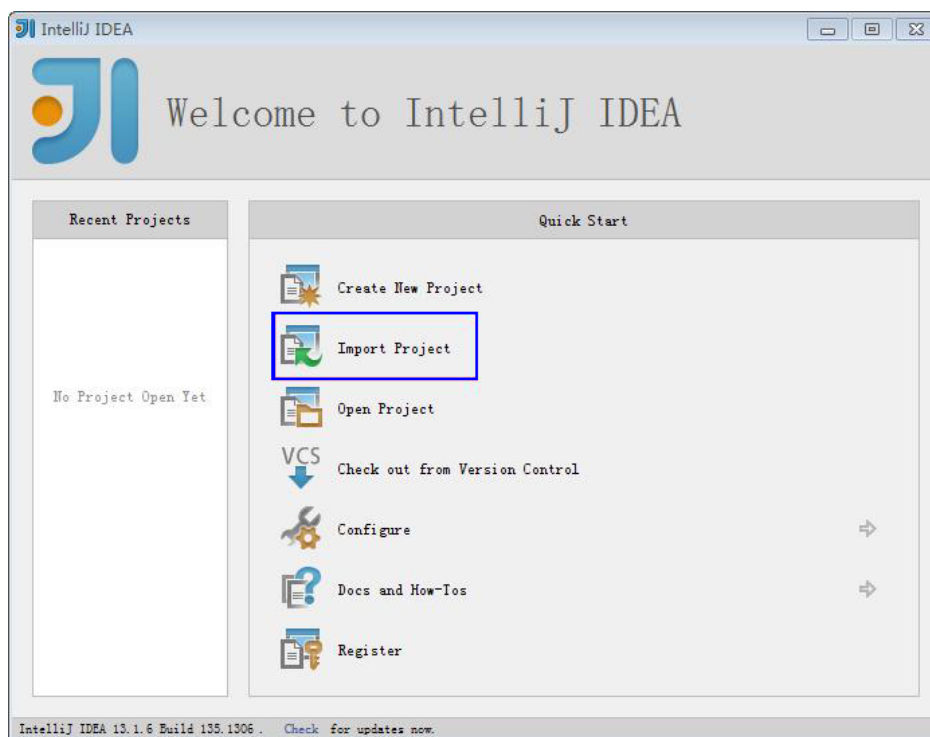 IntelliJ IDEA
Welcome to IntelliJ IDEA
Recent Projects
No Project Open Yet
Quick Start
Create New Project
Import Project
Open Project
VCS
Check out from Version Control
Configure
Docs and How-Tos
Register
IntelliJ IDEA 13.1.6 Build 135.1306 . Check for updates now.